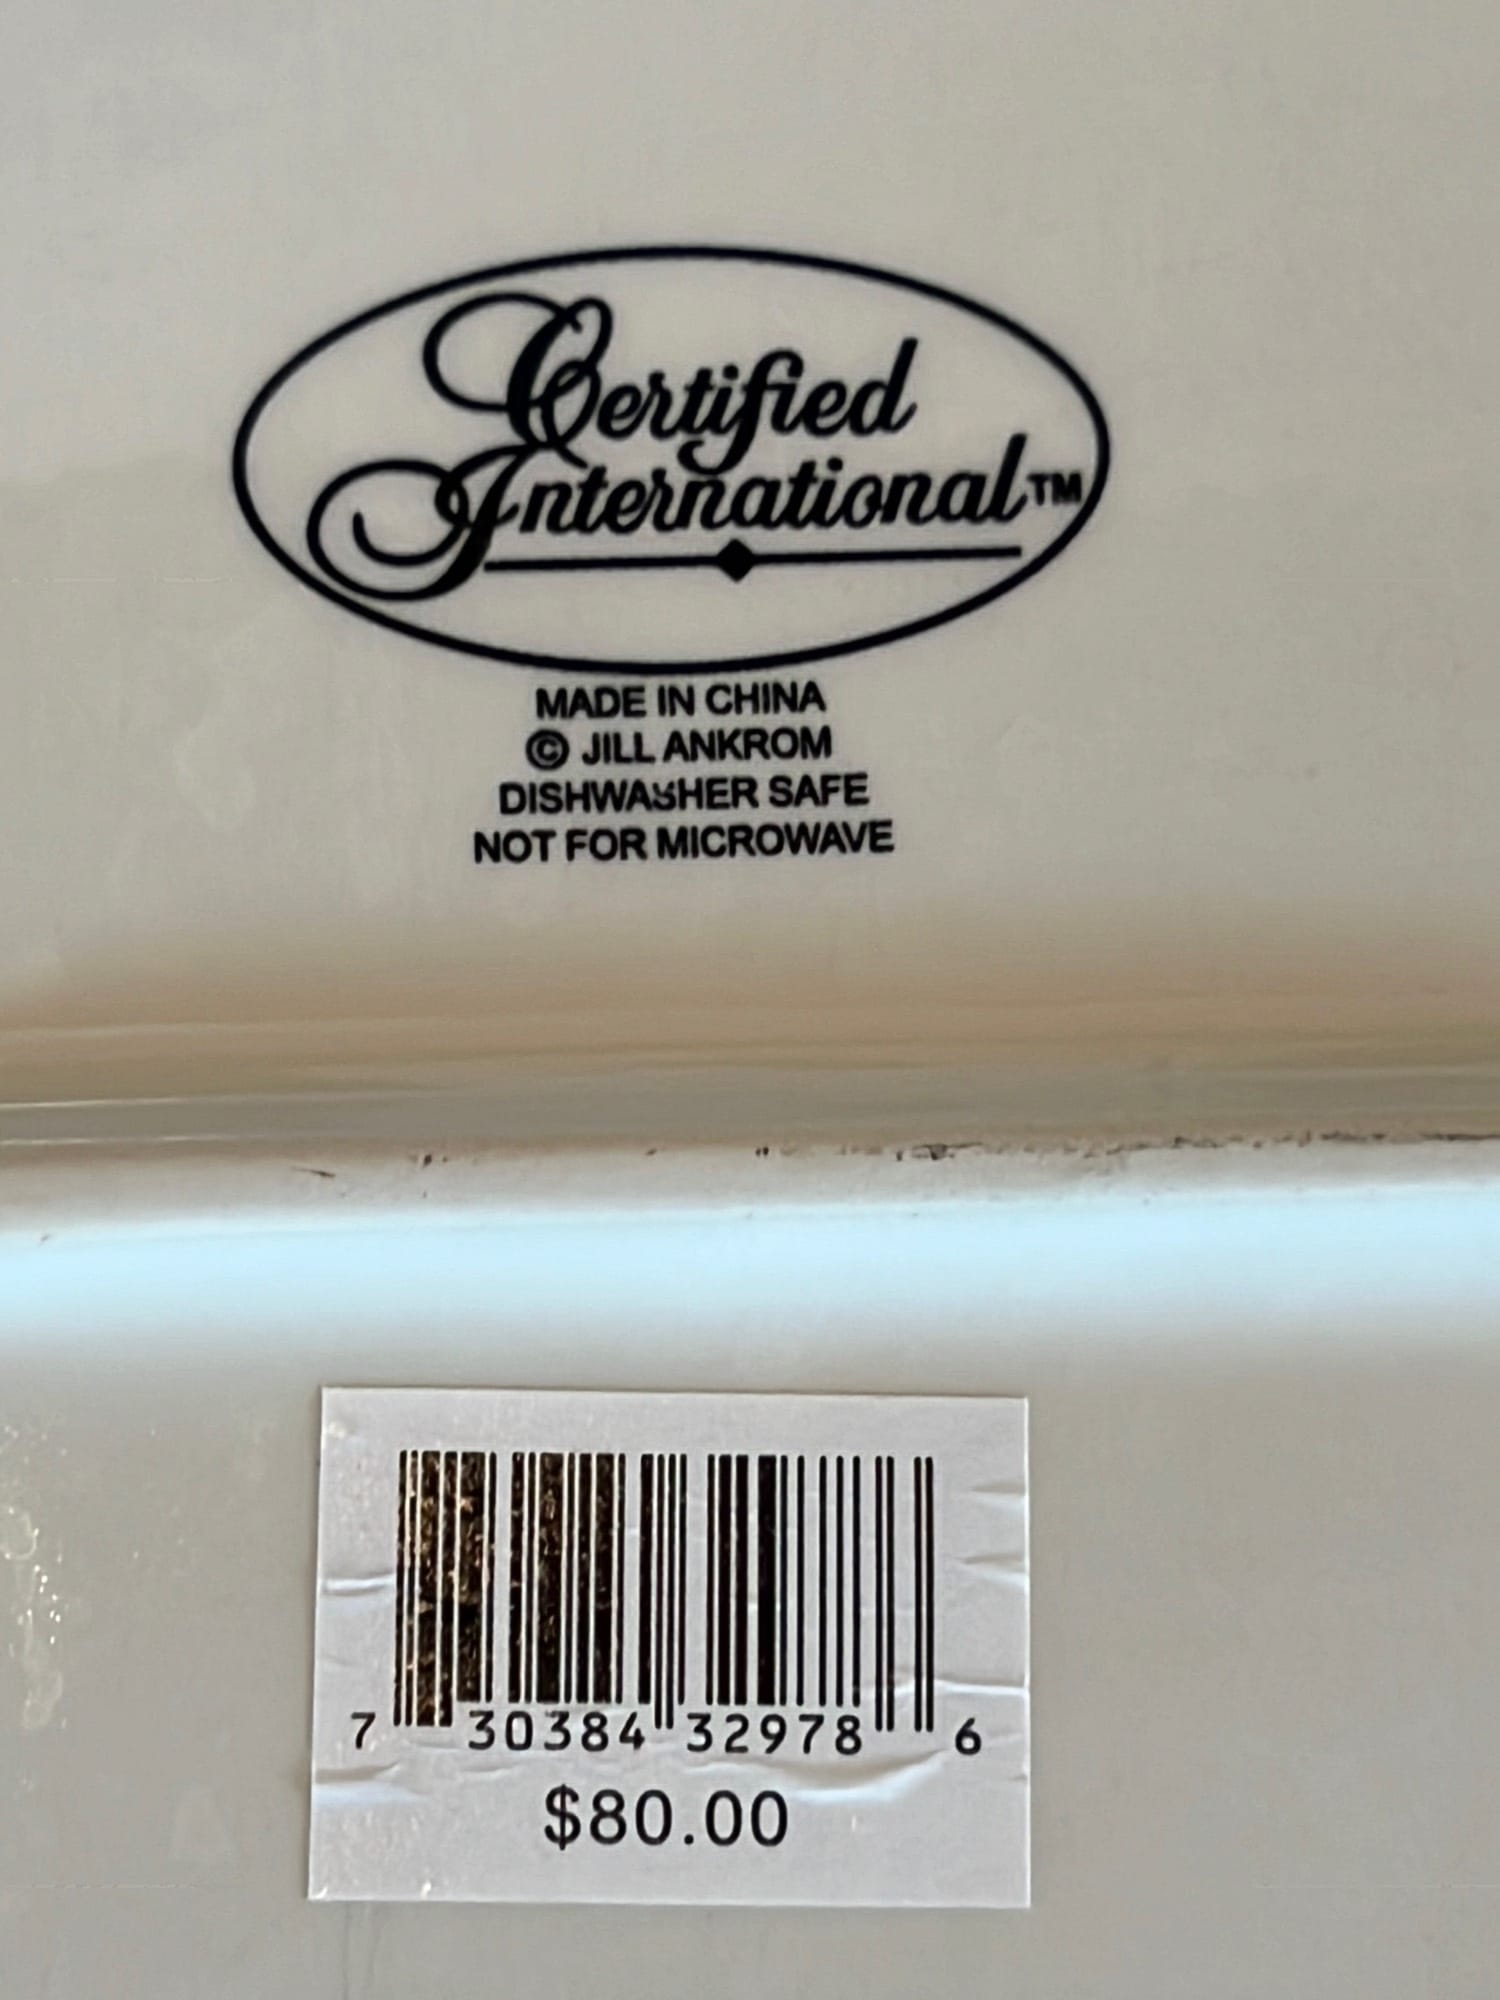 Certified
International™
MADE IN CHINA
© JILL ANKROM
DISHWASHER SAFE
NOT FOR MICROWAVE
7 30384 32978 6
$80.00